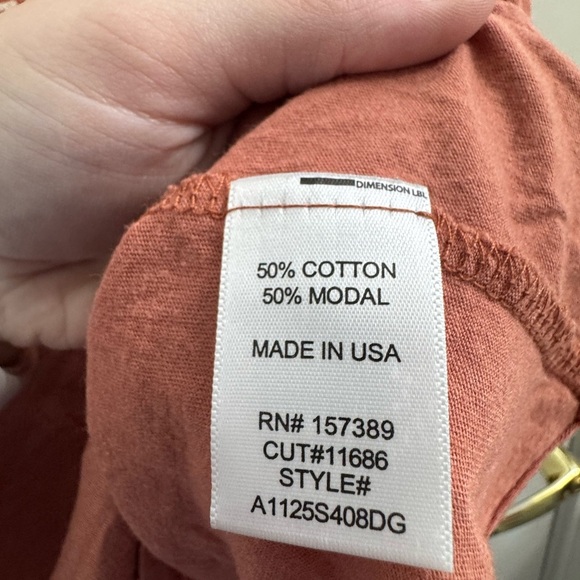 DIMENSION LBL
50% COTTON
50% MODAL
MADE IN USA
RN# 157389
CUT#11686
STYLE#
A1125S408DG